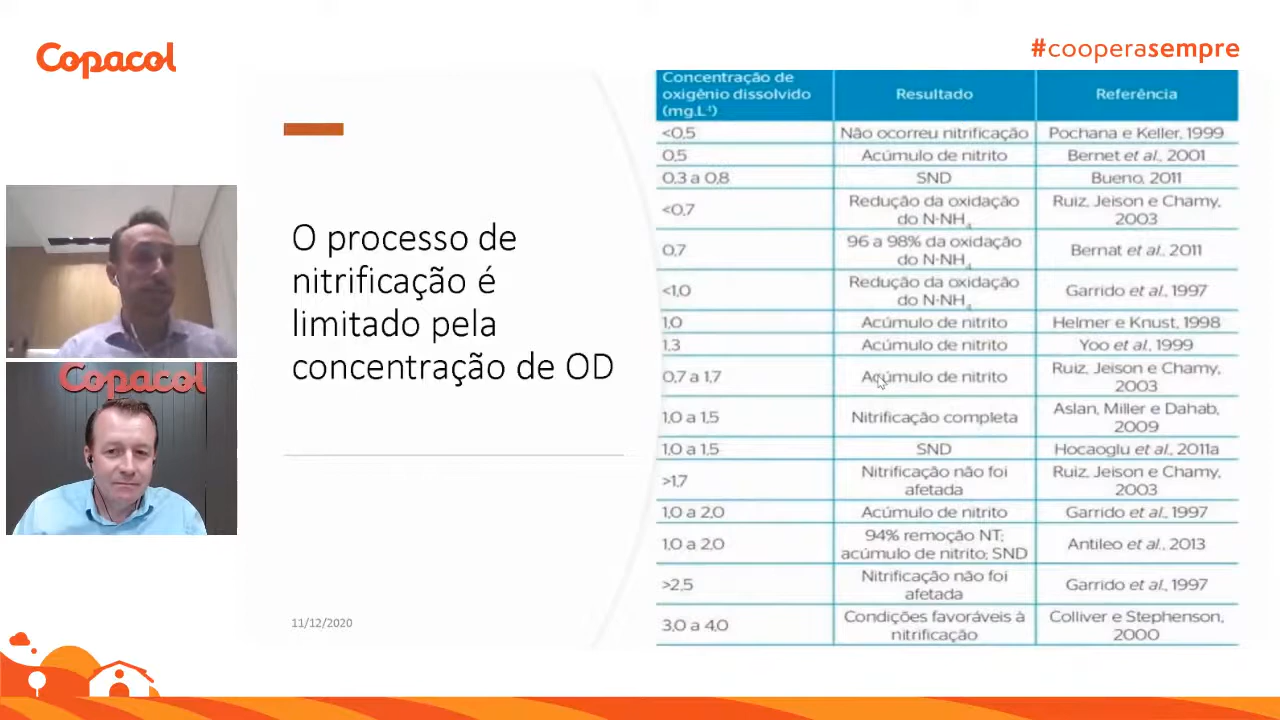 Copacol
#cooperasempre
Copacol
O processo de
nitrificação é
limitado pela
concentração de OD
11/12/2020
Concentração de
oxigênio dissolvido
(mg.L⁻¹)
Resultado
Referência
<0,5
Não ocorreu nitrificação
Pochana e Keller, 1999
0,5
Acúmulo de nitrito
Bernet et al., 2001
0,3 a 0,8
SND
Bueno, 2011
<0,7
Redução da oxidação
do N-NH₄
Ruiz, Jeison e Chamy,
2003
0,7
96 a 98% da oxidação
do N-NH₄
Bernat et al., 2011
<1,0
Redução da oxidação
do N-NH₄
Garrido et al., 1997
1,0
Acúmulo de nitrito
Helmer e Knust, 1998
1,3
Acúmulo de nitrito
Yoo et al., 1999
0,7 a 1,7
Acúmulo de nitrito
Ruiz, Jeison e Chamy,
2003
1,0 a 1,5
Nitrificação completa
Aslan, Miller e Dahab,
2009
1,0 a 1,5
SND
Hocaoglu et al., 2011a
>1,7
Nitrificação não foi
afetada
Ruiz, Jeison e Chamy,
2003
1,0 a 2,0
Acúmulo de nitrito
Garrido et al., 1997
1,0 a 2,0
94% remoção NT;
acúmulo de nitrito; SND
Antileo et al., 2013
>2,5
Nitrificação não foi
afetada
Garrido et al., 1997
3,0 a 4,0
Condições favoráveis à
nitrificação
Colliver e Stephenson,
2000